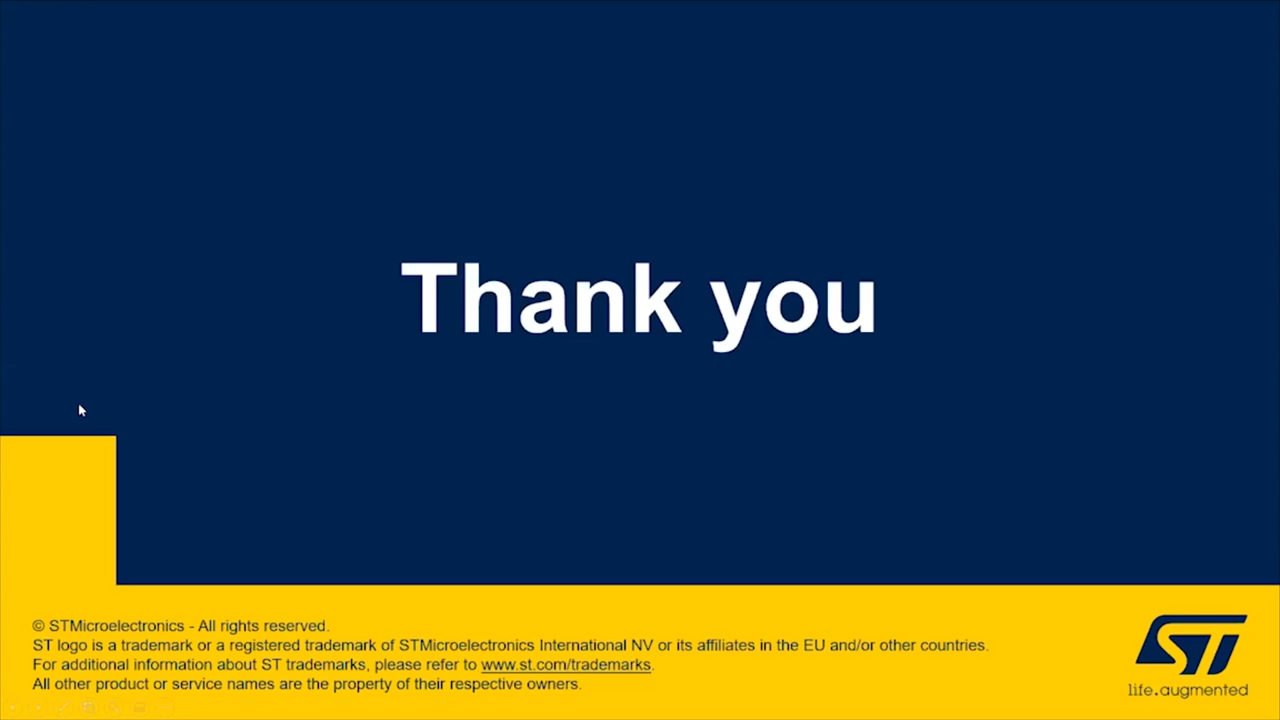 Thank you
© STMicroelectronics - All rights reserved.
ST logo is a trademark or a registered trademark of STMicroelectronics International NV or its affiliates in the EU and/or other countries.
For additional information about ST trademarks, please refer to www.st.com/trademarks.
All other product or service names are the property of their respective owners.
ST
life.augmented